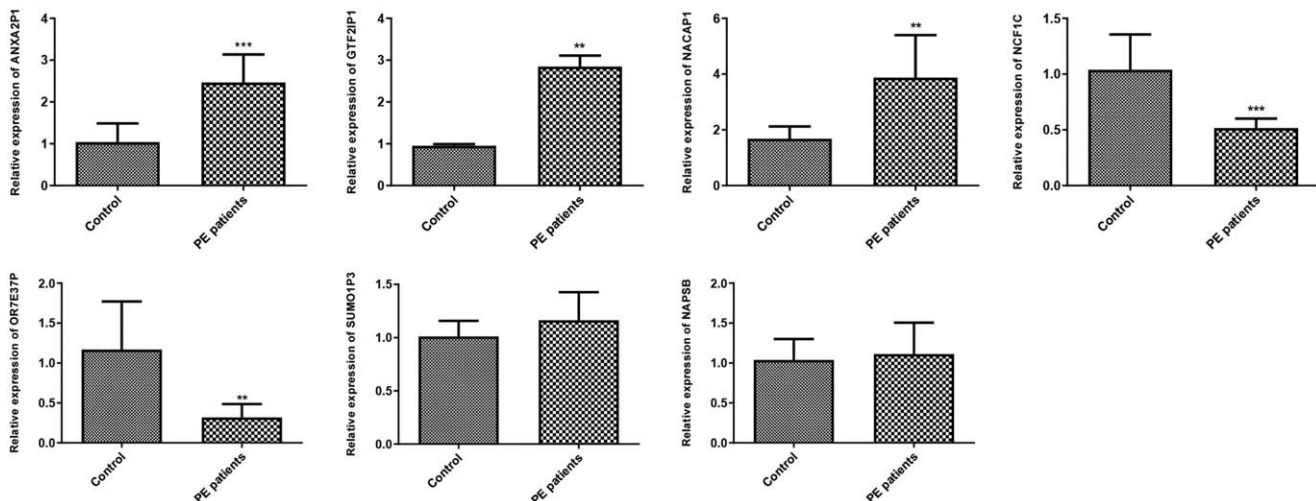 Relative expression of ANXA2P1
4
3
2
1
0
***
Control
PE patients
Relative expression of GTF2IP1
4
3
2
1
0
**
Control
PE patients
Relative expression of NACAP1
6
4
2
0
**
Control
PE patients
Relative expression of NCF1C
1.5
1.0
0.5
0.0
***
Control
PE patients
Relative expression of OR7E37P
2.0
1.5
1.0
0.5
0.0
**
Control
PE patients
Relative expression of SUMO1P3
1.5
1.0
0.5
0.0
Control
PE patients
Relative expression of NAPSB
2.0
1.5
1.0
0.5
0.0
Control
PE patients